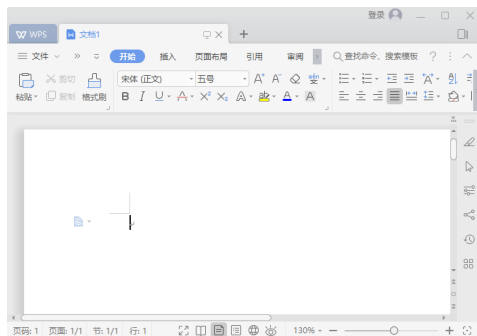 登录
WPS 文档1
文件 开始 插入 页面布局 引用 审阅 查找命令、搜索模板
剪切 宋体 (正文) 五号
粘贴 复制 格式刷 B I U
页码: 1 页面: 1/1 节: 1/1 行: 1 130%